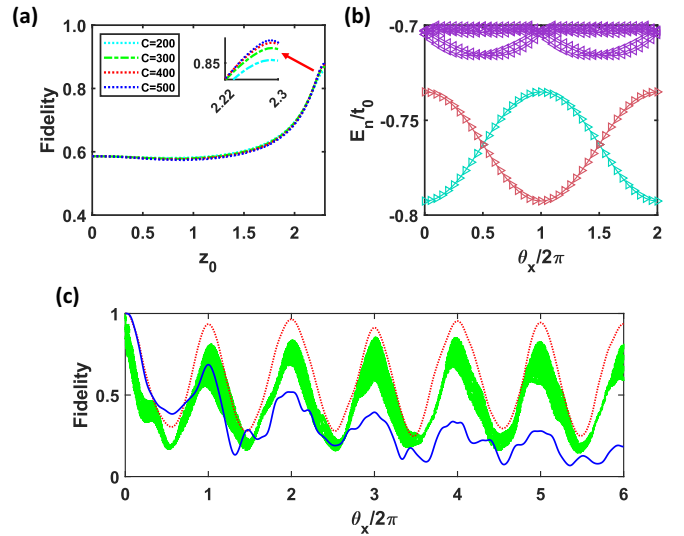 (a)
1
0.8
0.6
0.4
Fidelity
C=200
C=300
C=400
C=500
0.85
2.22
2.3
0
0.5
1
1.5
2
z0
(b)
-0.7
-0.75
-0.8
En/t0
0
0.5
1
1.5
2
θx/2π
(c)
1
0.5
0
Fidelity
0
1
2
3
4
5
6
θx/2π